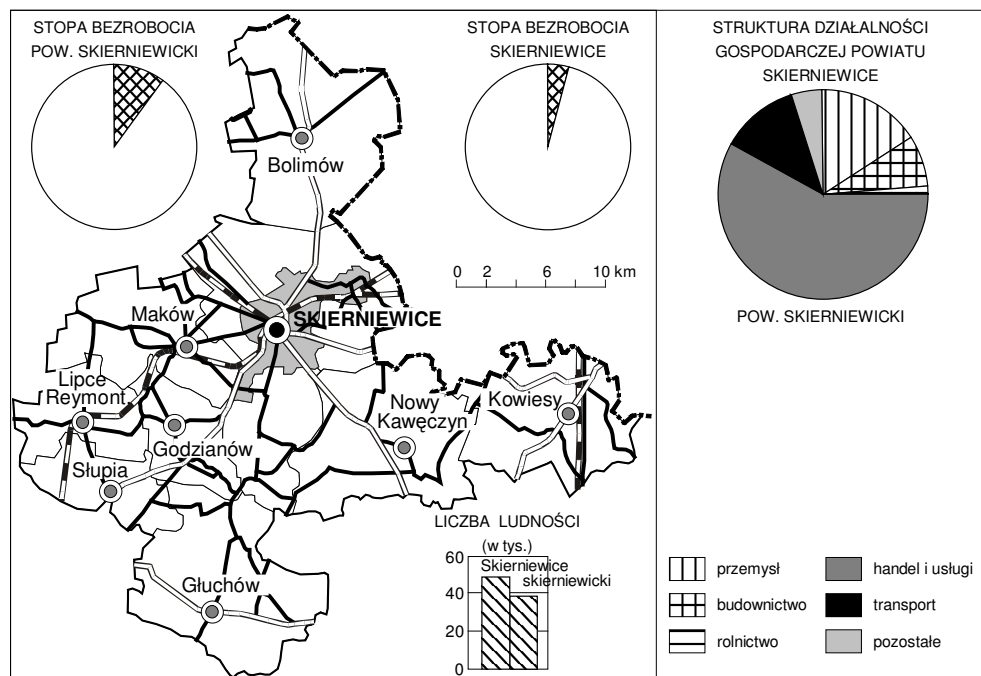 STOPA BEZROBOCIA
POW. SKIERNIEWICKI
STOPA BEZROBOCIA
SKIERNIEWICE
STRUKTURA DZIAŁALNOŚCI
GOSPODARCZEJ POWIATU
SKIERNIEWICE
POW. SKIERNIEWICKI
Bolimów
0 2 6 10 km
Maków
SKIERNIEWICE
Lipce
Reymont
Nowy
Kawęczyn
Kowiesy
Godzianów
Słupia
Głuchów
LICZBA LUDNOŚCI
(w tys.)
60
40
20
0
Skierniewice
skierniewicki
przemysł
budownictwo
rolnictwo
handel i usługi
transport
pozostałe